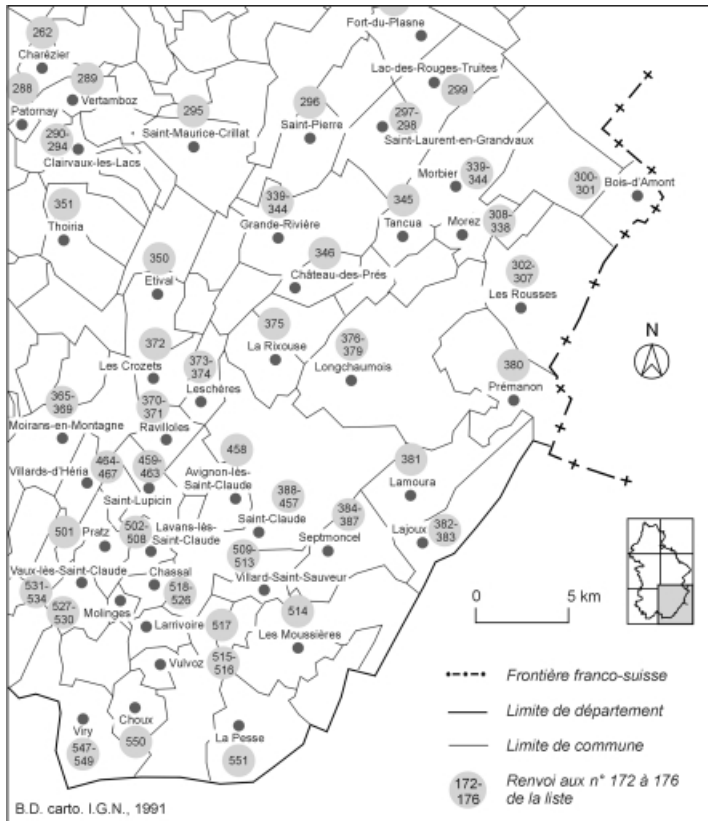 Fort-du-Plasne
262
Charézier
Lac-des-Rouges-Truites
289
299
288
Vertamboz
295
296
297-
298
Patornay
Saint-Maurice-Crillat
Saint-Pierre
Saint-Laurent-en-Grandvaux
290-
294
Clairvaux-les-Lacs
Morbier
339-
344
300-
301
Bois-d'Amont
351
339-
344
345
Thoiria
Grande-Rivière
Tancua
Morez
308-
338
350
346
Etival
Château-des-Prés
302-
307
Les Rousses
375
372
La Rixouse
376-
379
N
Les Crozets
373-
374
Longchaumois
380
Leschères
Prémanon
365-
369
370-
371
Moirans-en-Montagne
Ravilloles
458
381
Villards-d'Héria
464-
467
459-
463
Avignon-lès-
Saint-Claude
Lamoura
Saint-Lupicin
388-
457
384-
387
Saint-Claude
382-
383
501
Pratz
502-
508
Lavans-lès-
Saint-Claude
Septmoncel
Lajoux
509-
513
Vaux-lès-Saint-Claude
Chassal
Villard-Saint-Sauveur
531-
534
518-
526
527-
530
Molinges
514
0
5 km
Larrivoire
517
Les Moussières
Vulvoz
515-
516
Frontière franco-suisse
Choux
Limite de département
Viry
La Pesse
547-
549
550
551
Limite de commune
172-
176
Renvoi aux n° 172 à 176
de la liste
B.D. carto. I.G.N., 1991